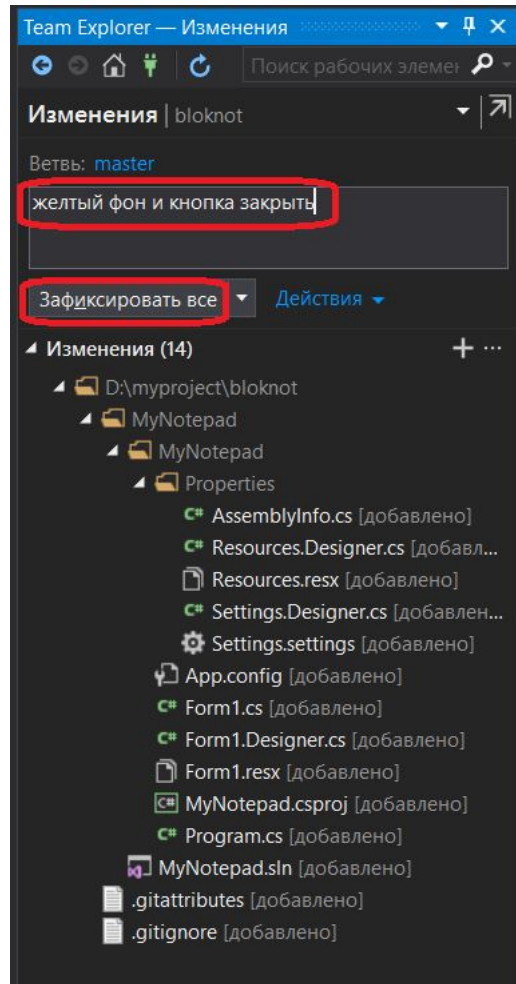 Team Explorer — Изменения
Поиск рабочих элемен
Изменения | bloknot
Ветвь: master
желтый фон и кнопка закрыть
Зафиксировать все Действия
Изменения (14)
D:\myproject\bloknot
MyNotepad
MyNotepad
Properties
C# AssemblyInfo.cs [добавлено]
C# Resources.Designer.cs [добавл...
Resources.resx [добавлено]
C# Settings.Designer.cs [добавлен...
Settings.settings [добавлено]
App.config [добавлено]
C# Form1.cs [добавлено]
C# Form1.Designer.cs [добавлено]
Form1.resx [добавлено]
C# MyNotepad.csproj [добавлено]
C# Program.cs [добавлено]
MyNotepad.sln [добавлено]
.gitattributes [добавлено]
.gitignore [добавлено]